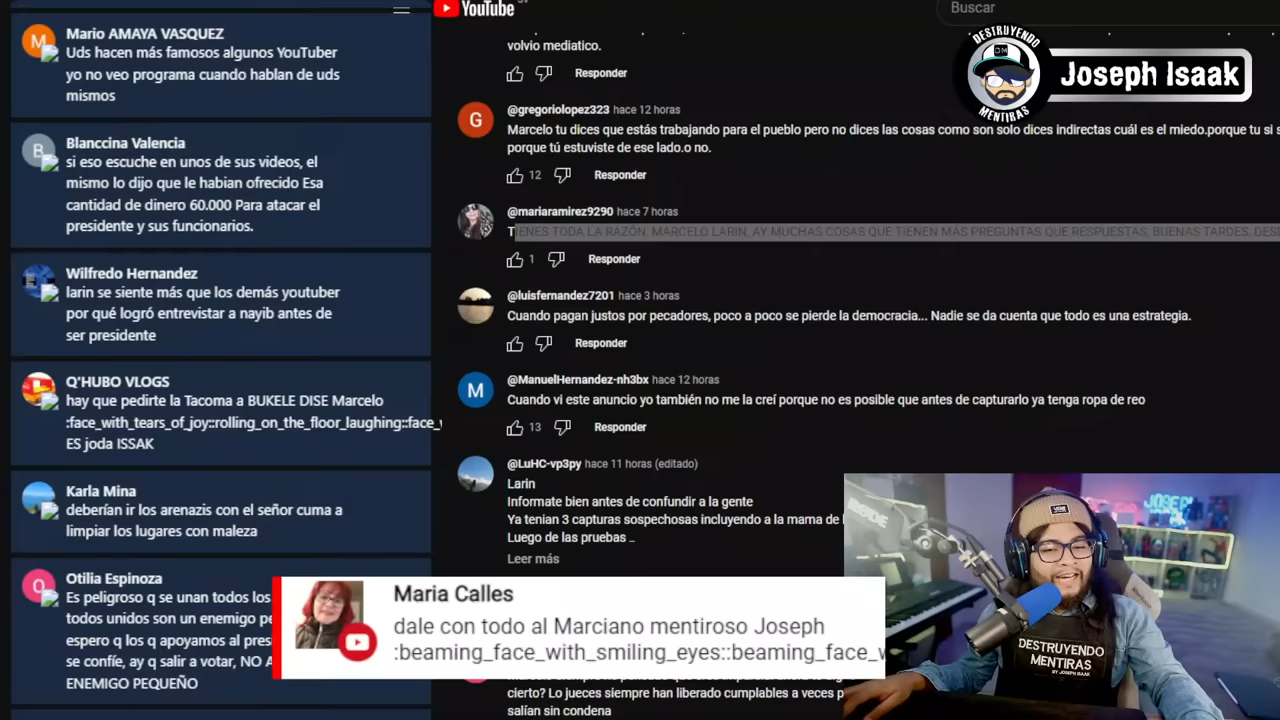 Mario AMAYA VASQUEZ
Uds hacen más famosos algunos YouTuber
yo no veo programa cuando hablan de uds
mismos
Blanccina Valencia
si eso escuche en unos de sus videos, el
mismo lo dijo que le habian ofrecido Esa
cantidad de dinero 60.000 Para atacar el
presidente y sus funcionarios.
Wilfredo Hernandez
larin se siente más que los demás youtuber
por qué logró entrevistar a nayib antes de
ser presidente
Q'HUBO VLOGS
hay que pedirte la Tacoma a BUKELE DISE Marcelo
:face_with_tears_of_joy::rolling_on_the_floor_laughing::face_
ES joda ISSAK
Karla Mina
deberían ir los arenazis con el señor cuma a
limpiar los lugares con maleza
Otilia Espinoza
Es peligroso q se unan todos los
todos unidos son un enemigo
espero q los q apoyamos al
se confíe, ay q salir a votar, NO
ENEMIGO PEQUEÑO
YouTube
Buscar
volvio mediatico.
Responder
@gregoriolopez323 hace 12 horas
Marcelo tu dices que estás trabajando para el pueblo pero no dices las cosas como son solo dices indirectas cuál es el miedo.porque tu si
porque tú estuviste de ese lado.o no.
12 Responder
@mariaramirez9290 hace 7 horas
TIENES TODA LA RAZÓN, MARCELO LARIN, AY MUCHAS COSAS QUE TIENEN MÁS PREGUNTAS QUE RESPUESTAS, BUENAS TARDES,
1 Responder
@luisfernandez7201 hace 3 horas
Cuando pagan justos por pecadores, poco a poco se pierde la democracia... Nadie se da cuenta que todo es una estrategia.
Responder
@ManuelHernandez-nh3bx hace 12 horas
Cuando vi este anuncio yo también no me la creí porque no es posible que antes de capturarlo ya tenga ropa de reo
13 Responder
@LuHC-vp3py hace 11 horas (editado)
Larin
Informate bien antes de confundir a la gente
Ya tenian 3 capturas sospechosas incluyendo a la mama de
Luego de las pruebas ..
Leer más
cierto? Lo jueces siempre han liberado cumplables a veces
salían sin condena
Maria Calles
dale con todo al Marciano mentiroso Joseph
:beaming_face_with_smiling_eyes::beaming_face_
DESTRUYENDO
DM
MENTIRAS
Joseph Isaak
RØDE
JOSEPH
VANS
DESTRUYENDO
MENTIRAS
BY JOSEPH ISAAK